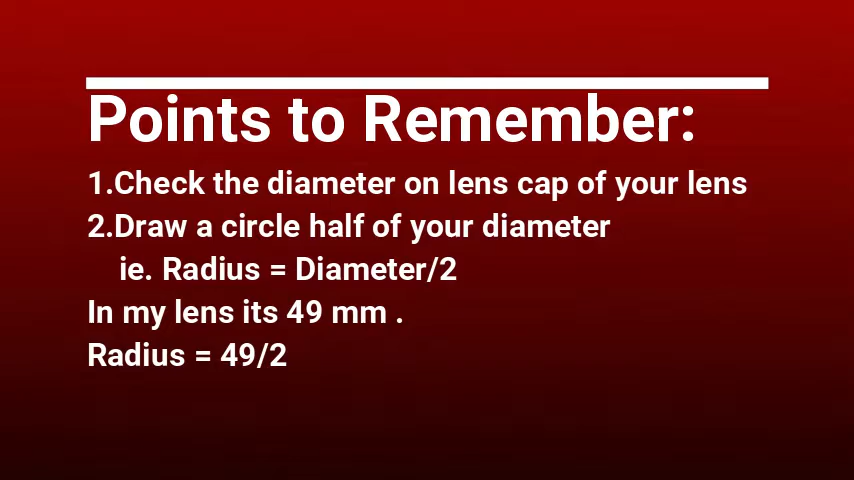 Points to Remember:
1.Check the diameter on lens cap of your lens
2.Draw a circle half of your diameter
ie. Radius = Diameter/2
In my lens its 49 mm .
Radius = 49/2